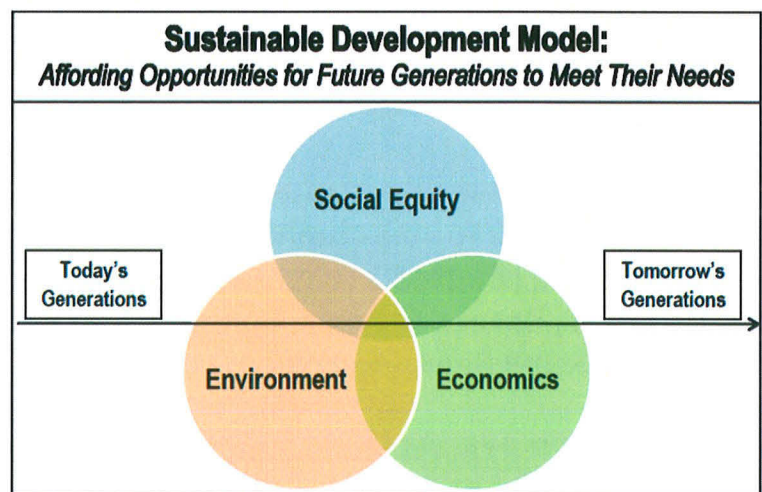 Sustainable Development Model:
Affording Opportunities for Future Generations to Meet Their Needs
Social Equity
Today's
Generations
Tomorrow's
Generations
Environment
Economics